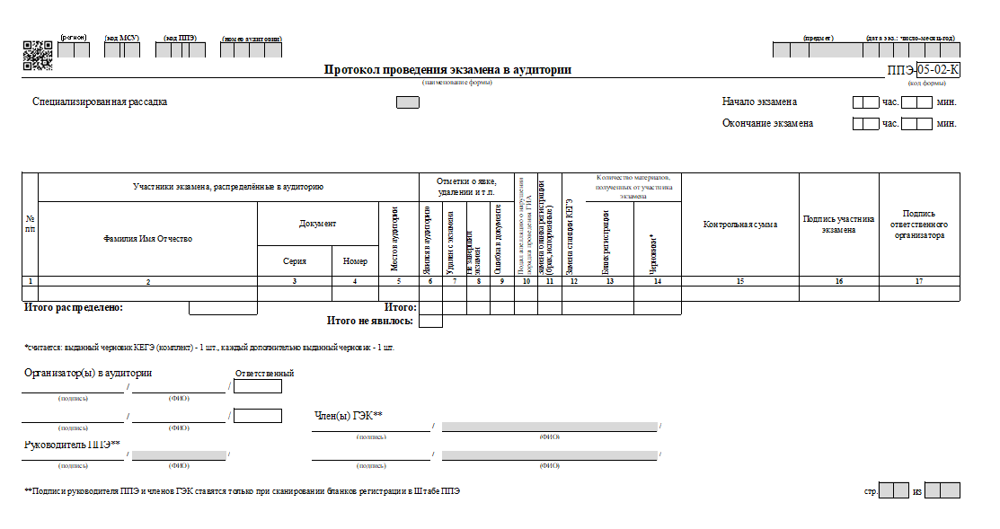 (регион) (код МСУ) (код ППЭ) (номер аудитории) (предмет) (дата экз.: число-месяц-год)
Протокол проведения экзамена в аудитории ППЭ-05-02-К
(наименование формы) (код формы)
Специализированная рассадка Начало экзамена час. мин.
Окончание экзамена час. мин.
№ п/п
Участники экзамена, распределённые в аудиторию
Фамилия Имя Отчество
Документ
Серия
Номер
Место в аудитории
Отметки о явке,
удалении и т.п.
Явился в аудиторию
Удален с экзамена
Не завершил
экзамен
Ошибка в документе
Подал апелляцию о нарушении
порядка проведения ГИА
Замена бланка регистрации
(брак, испорченные)
Замена станции КЕГЭ
Количество материалов,
полученных от участника
экзамена
Бланк регистрации
Черновики*
Контрольная сумма
Подпись участника
экзамена
Подпись
ответственного
организатора
1 2 3 4 5 6 7 8 9 10 11 12 13 14 15 16 17
Итого распределено: Итого:
Итого не явилось:
*считается: выданный черновик КЕГЭ (комплект) - 1 шт., каждый дополнительно выданный черновик - 1 шт.
Организатор(ы) в аудитории Ответственный
/ /
(подпись) (ФИО)
/ / Член(ы) ГЭК**
(подпись) (ФИО) / /
(подпись) (ФИО)
Руководитель ППЭ**
/ / / /
(подпись) (ФИО) (подпись) (ФИО)
**Подписи руководителя ППЭ и членов ГЭК ставятся только при сканировании бланков регистрации в Штабе ППЭ стр. из